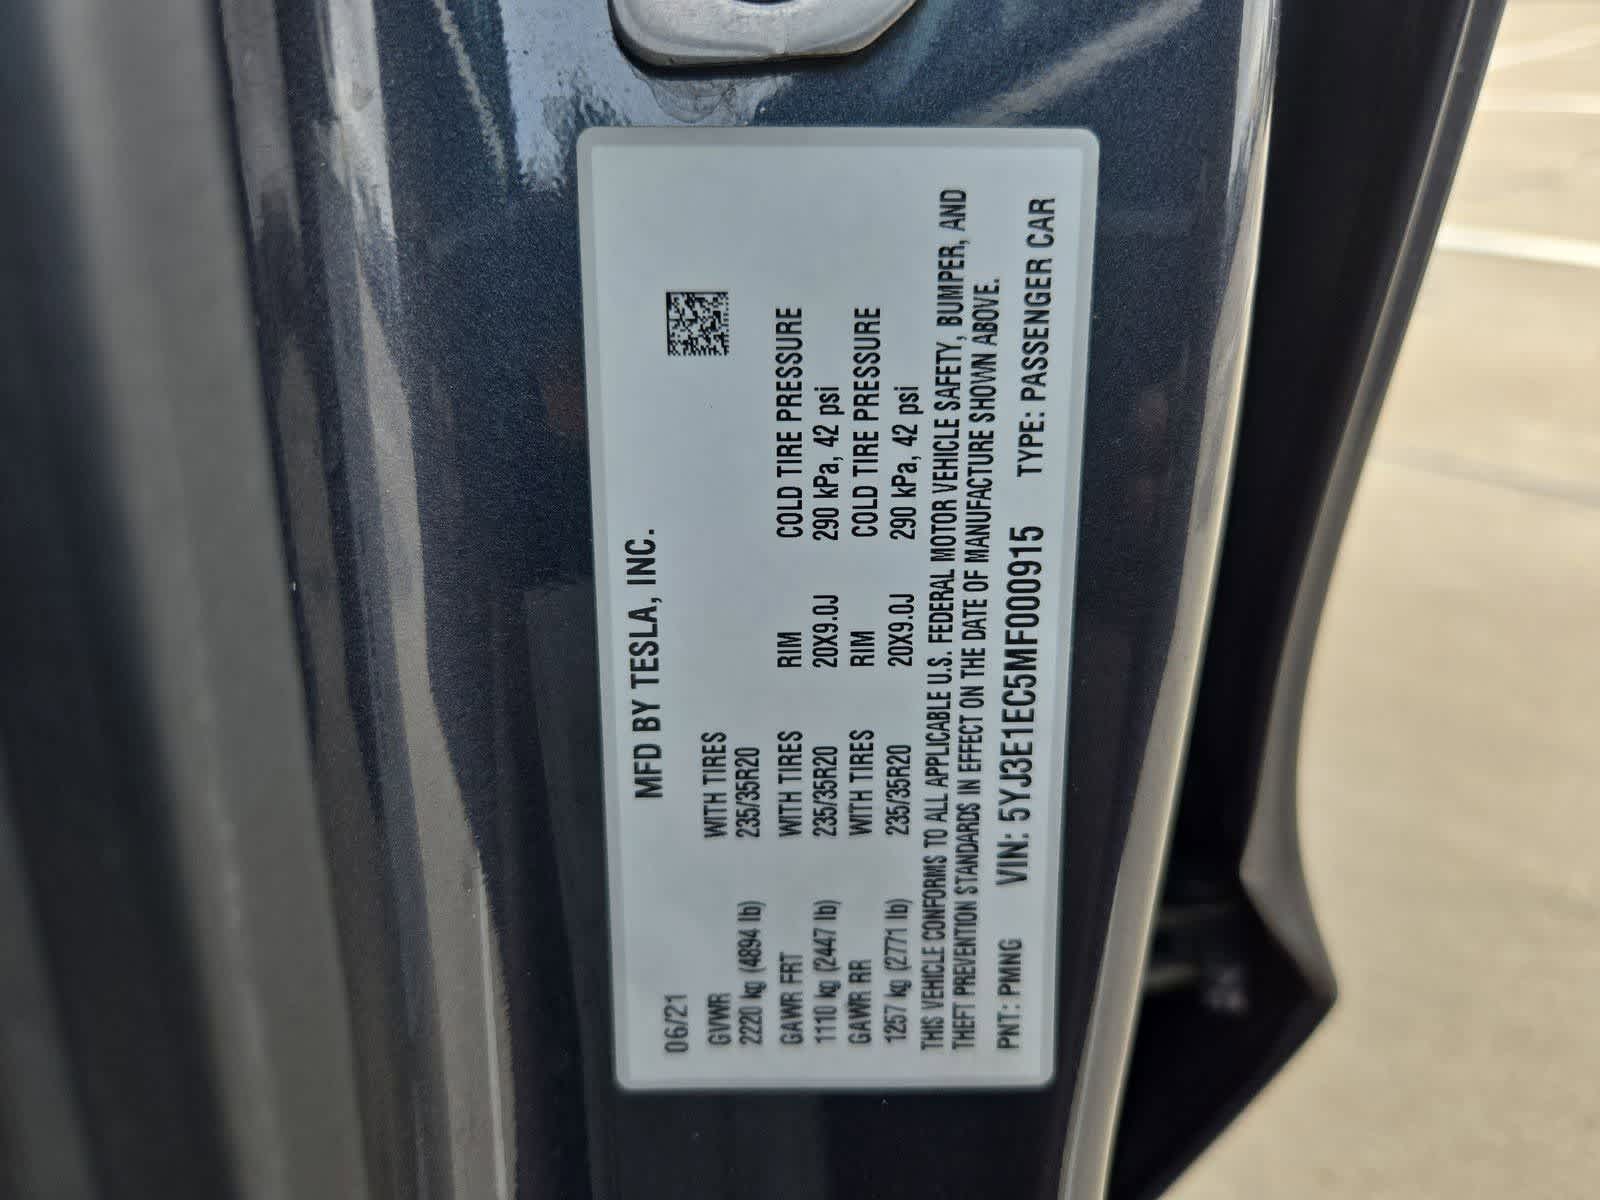 MFD BY TESLA, INC.
06/21
GVWR WITH TIRES
2220 kg (4894 lb) 235/35R20
GAWR FRT WITH TIRES RIM COLD TIRE PRESSURE
1110 kg (2447 lb) 235/35R20 20X9.0J 290 kPa, 42 psi
GAWR RR WITH TIRES RIM COLD TIRE PRESSURE
1257 kg (2771 lb) 235/35R20 20X9.0J 290 kPa, 42 psi
THIS VEHICLE CONFORMS TO ALL APPLICABLE U.S. FEDERAL MOTOR VEHICLE SAFETY, BUMPER, AND
THEFT PREVENTION STANDARDS IN EFFECT ON THE DATE OF MANUFACTURE SHOWN ABOVE.
PNT: PMNG VIN: 5YJ3E1EC5MF000915 TYPE: PASSENGER CAR